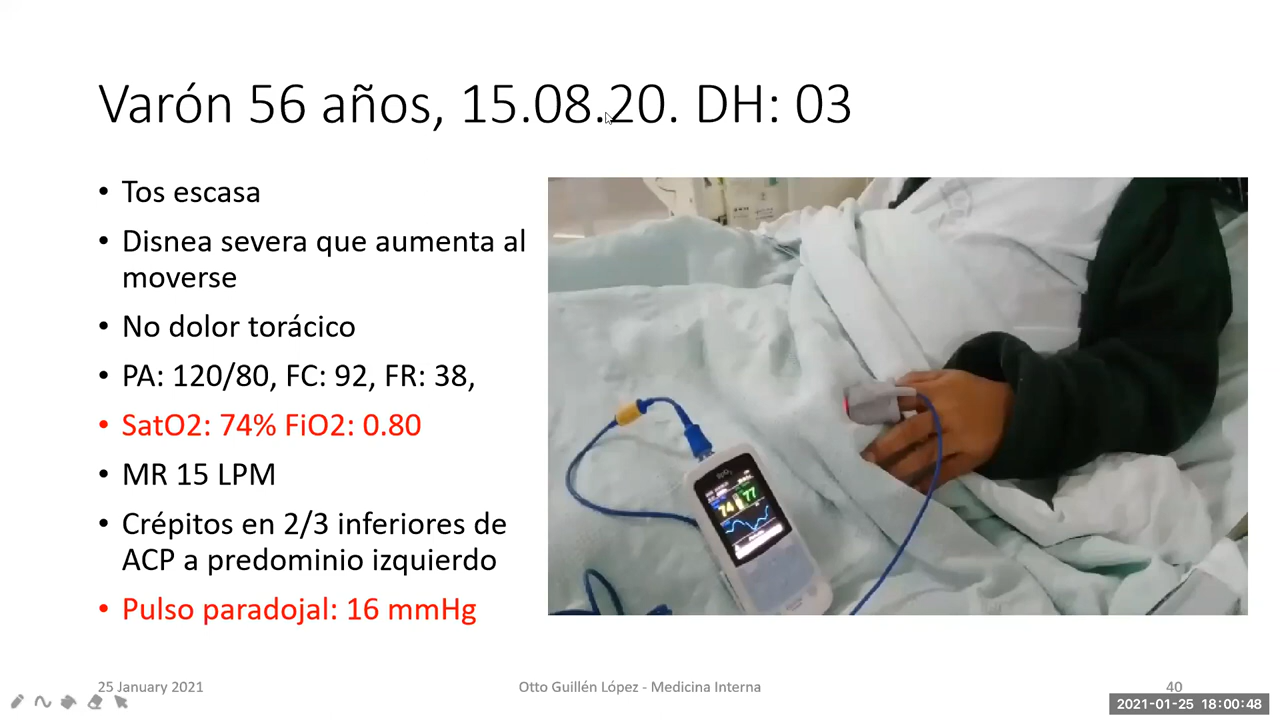 Varón 56 años, 15.08.20. DH: 03
• Tos escasa
• Disnea severa que aumenta al
moverse
• No dolor torácico
• PA: 120/80, FC: 92, FR: 38,
• SatO2: 74% FiO2: 0.80
• MR 15 LPM
• Crépitos en 2/3 inferiores de
ACP a predominio izquierdo
• Pulso paradojal: 16 mmHg
74 77
25 January 2021
Otto Guillén López - Medicina Interna
40
2021-01-25 18:00:48